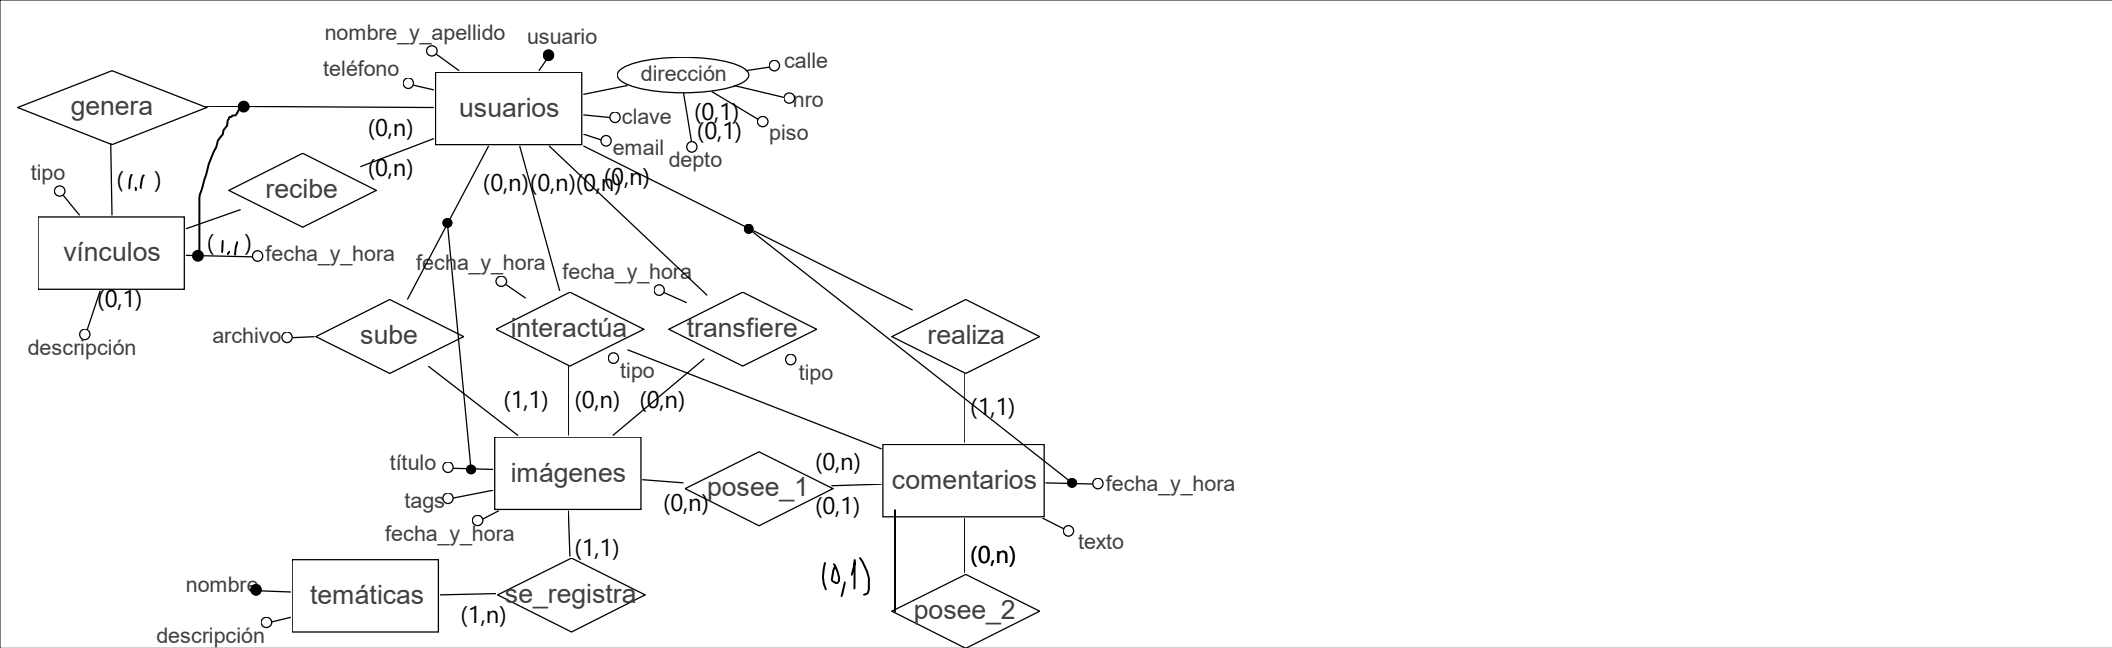 nombre_y_apellido
usuario
teléfono
dirección
calle
genera
usuarios
nro
(0,1)
clave
(0,1)
piso
(0,n)
email
depto
tipo
(1,1)
recibe
(0,n)
(0,n)
(0,n)
(0,n)
(0,n)
vínculos
(1,1)
fecha_y_hora
fecha_y_hora
fecha_y_hora
(0,1)
descripción
archivo
sube
interactúa
transfiere
realiza
tipo
tipo
(1,1)
(0,n)
(0,n)
(1,1)
título
imágenes
posee_1
(0,n)
comentarios
fecha_y_hora
tags
(0,n)
(0,1)
fecha_y_hora
texto
(1,1)
(0,n)
(0,1)
nombre
temáticas
se_registra
posee_2
(1,n)
descripción